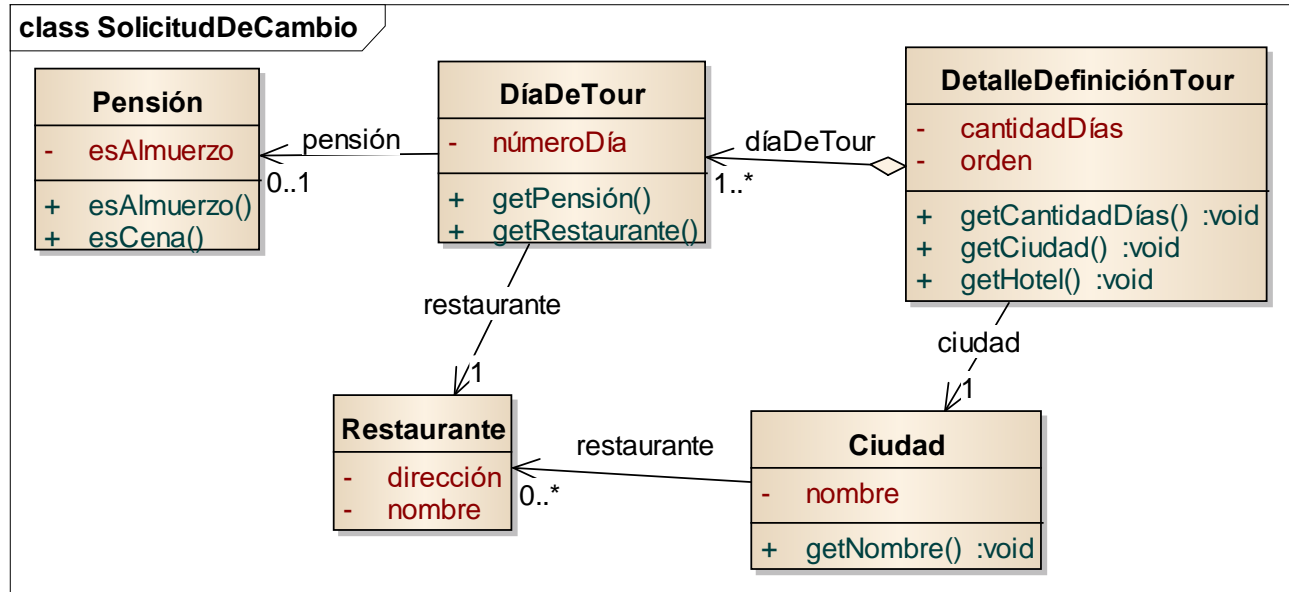 class SolicitudDeCambio
Pensión
- esAlmuerzo
+ esAlmuerzo()
+ esCena()
pensión
0..1
DíaDeTour
- númeroDía
+ getPensión()
+ getRestaurante()
díaDeTour
1..*
DetalleDefiniciónTour
- cantidadDías
- orden
+ getCantidadDías() :void
+ getCiudad() :void
+ getHotel() :void
restaurante
1
ciudad
1
Restaurante
- dirección
- nombre
restaurante
0..*
Ciudad
- nombre
+ getNombre() :void